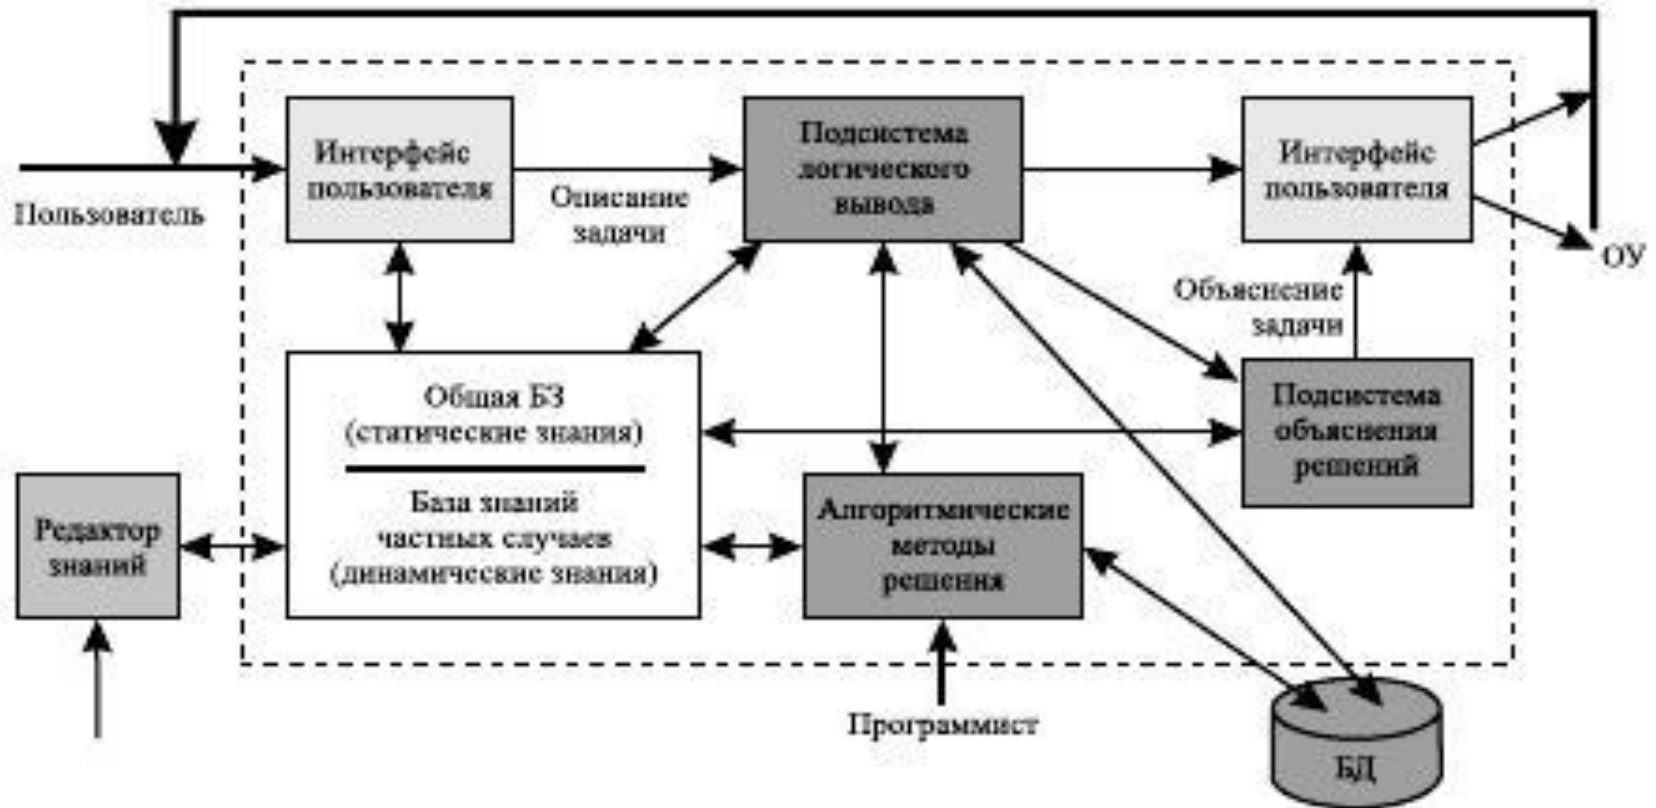 Интерфейс
пользователя
Подсистема
логического
вывода
Интерфейс
пользователя
Пользователь
Описание
задачи
ОУ
Объяснение
задачи
Общая БЗ
(статические знания)
База знаний
частных случаев
(динамические знания)
Подсистема
объяснения
решений
Редактор
знаний
Алгоритмические
методы
решения
Программист
БД